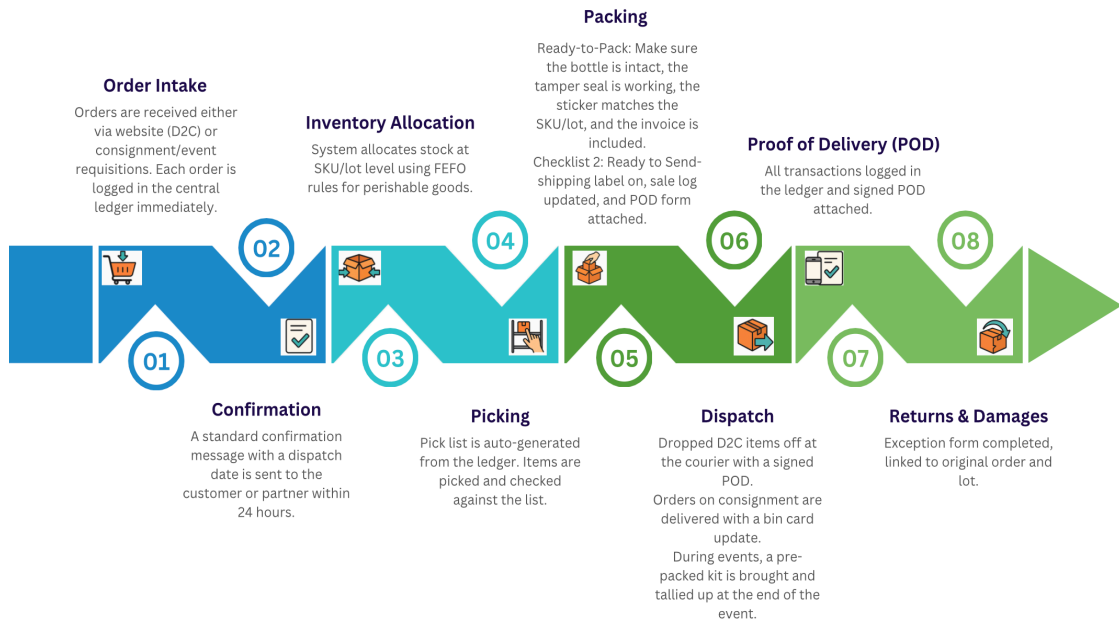 Order Intake
Orders are received either
via website (D2C) or
consignment/event
requisitions. Each order is
logged in the central
ledger immediately.
01
02
Confirmation
A standard confirmation
message with a dispatch
date is sent to the
customer or partner within
24 hours.
Inventory Allocation
System allocates stock at
SKU/lot level using FEFO
rules for perishable goods.
03
04
Picking
Pick list is auto-generated
from the ledger. Items are
picked and checked
against the list.
Packing
Ready-to-Pack: Make sure
the bottle is intact, the
tamper seal is working, the
sticker matches the
SKU/lot, and the invoice is
included.
Checklist 2: Ready to Send-
shipping label on, sale log
updated, and POD form
attached.
05
06
Dispatch
Dropped D2C items off at
the courier with a signed
POD.
Orders on consignment are
delivered with a bin card
update.
During events, a pre-
packed kit is brought and
tallied up at the end of the
event.
Proof of Delivery (POD)
All transactions logged in
the ledger and signed POD
attached.
07
08
Returns & Damages
Exception form completed,
linked to original order and
lot.